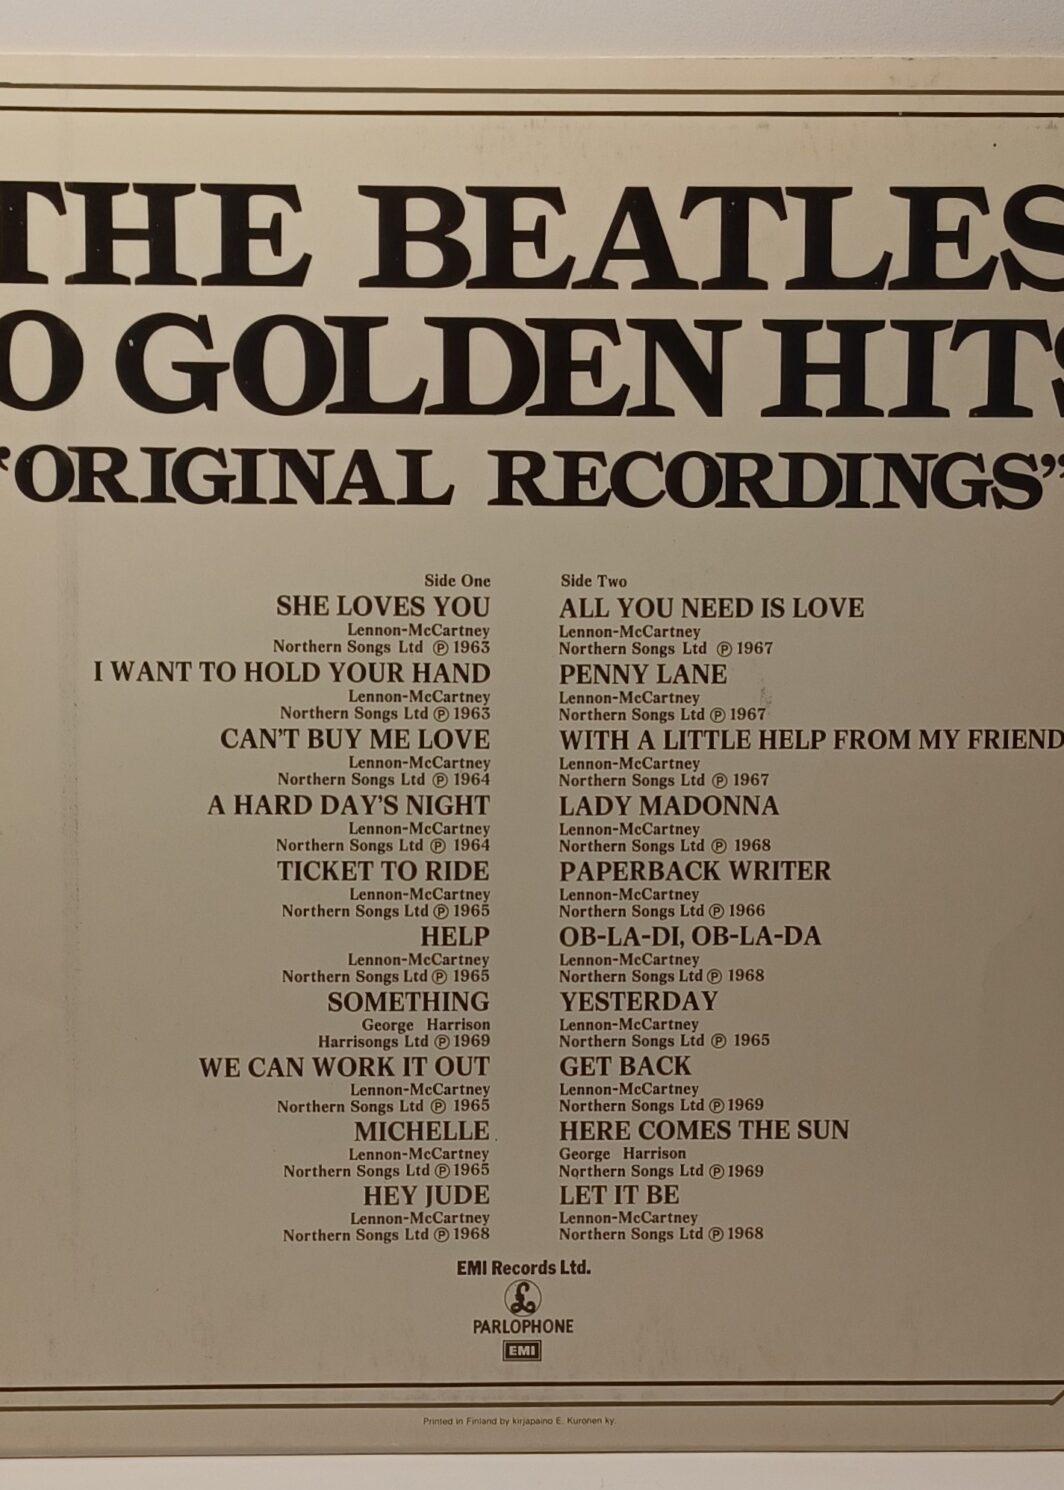 THE BEATLES
0 GOLDEN HITS
"ORIGINAL RECORDINGS"
Side One
SHE LOVES YOU
Lennon-McCartney
Northern Songs Ltd ℗ 1963
I WANT TO HOLD YOUR HAND
Lennon-McCartney
Northern Songs Ltd ℗ 1963
CAN'T BUY ME LOVE
Lennon-McCartney
Northern Songs Ltd ℗ 1964
A HARD DAY'S NIGHT
Lennon-McCartney
Northern Songs Ltd ℗ 1964
TICKET TO RIDE
Lennon-McCartney
Northern Songs Ltd ℗ 1965
HELP
Lennon-McCartney
Northern Songs Ltd ℗ 1965
SOMETHING
George Harrison
Harrisongs Ltd ℗ 1969
WE CAN WORK IT OUT
Lennon-McCartney
Northern Songs Ltd ℗ 1965
MICHELLE
Lennon-McCartney
Northern Songs Ltd ℗ 1965
HEY JUDE
Lennon-McCartney
Northern Songs Ltd ℗ 1968
Side Two
ALL YOU NEED IS LOVE
Lennon-McCartney
Northern Songs Ltd ℗ 1967
PENNY LANE
Lennon-McCartney
Northern Songs Ltd ℗ 1967
WITH A LITTLE HELP FROM MY FRIEND
Lennon-McCartney
Northern Songs Ltd ℗ 1967
LADY MADONNA
Lennon-McCartney
Northern Songs Ltd ℗ 1968
PAPERBACK WRITER
Lennon-McCartney
Northern Songs Ltd ℗ 1966
OB-LA-DI, OB-LA-DA
Lennon-McCartney
Northern Songs Ltd ℗ 1968
YESTERDAY
Lennon-McCartney
Northern Songs Ltd ℗ 1965
GET BACK
Lennon-McCartney
Northern Songs Ltd ℗ 1969
HERE COMES THE SUN
George Harrison
Northern Songs Ltd ℗ 1969
LET IT BE
Lennon-McCartney
Northern Songs Ltd ℗ 1968
EMI Records Ltd.
PARLOPHONE
EMI
Printed in Finland by kirjapaino E. Kuronen ky.